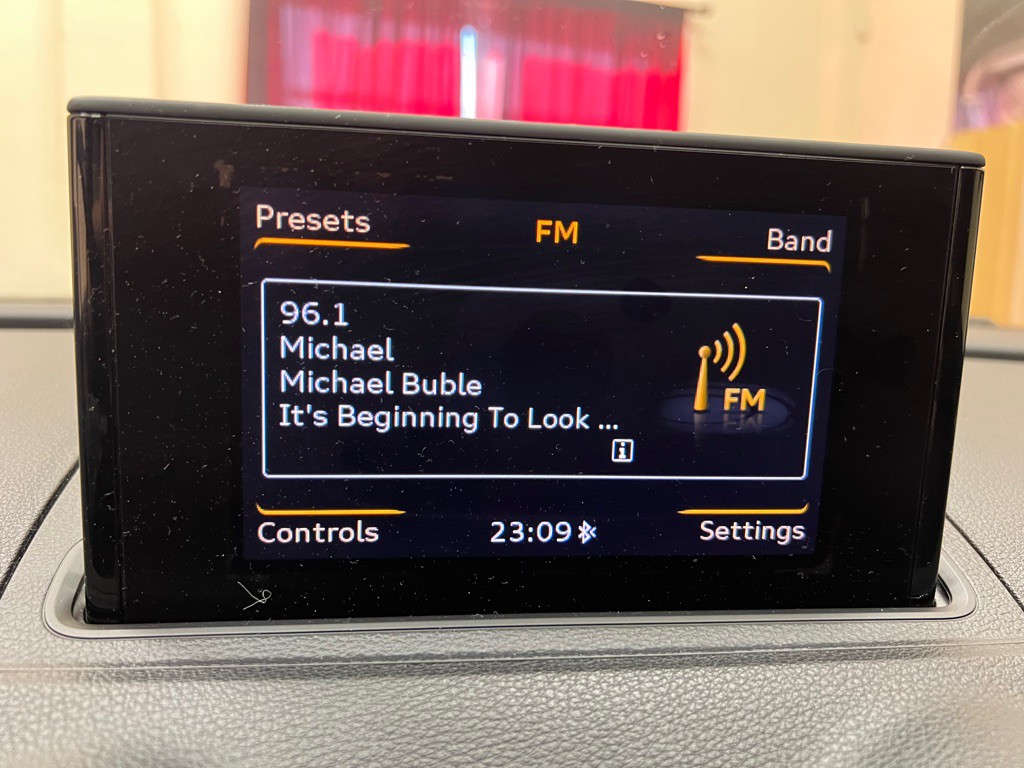 Presets
FM
Band
96.1
Michael
Michael Buble
It's Beginning To Look ...
FM
i
Controls
23:09
Settings